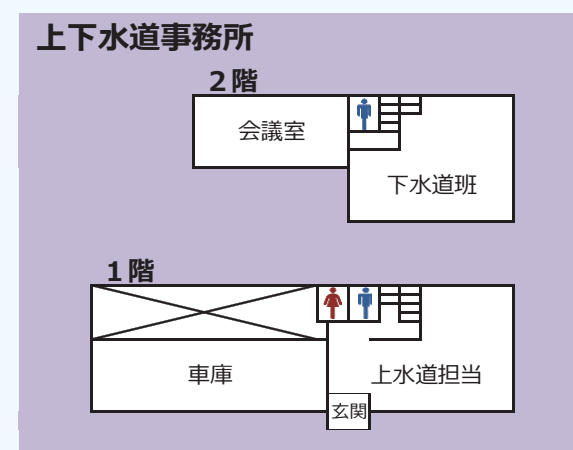 上下水道事務所
２階
会議室
下水道班
１階
車庫
上水道担当
玄関